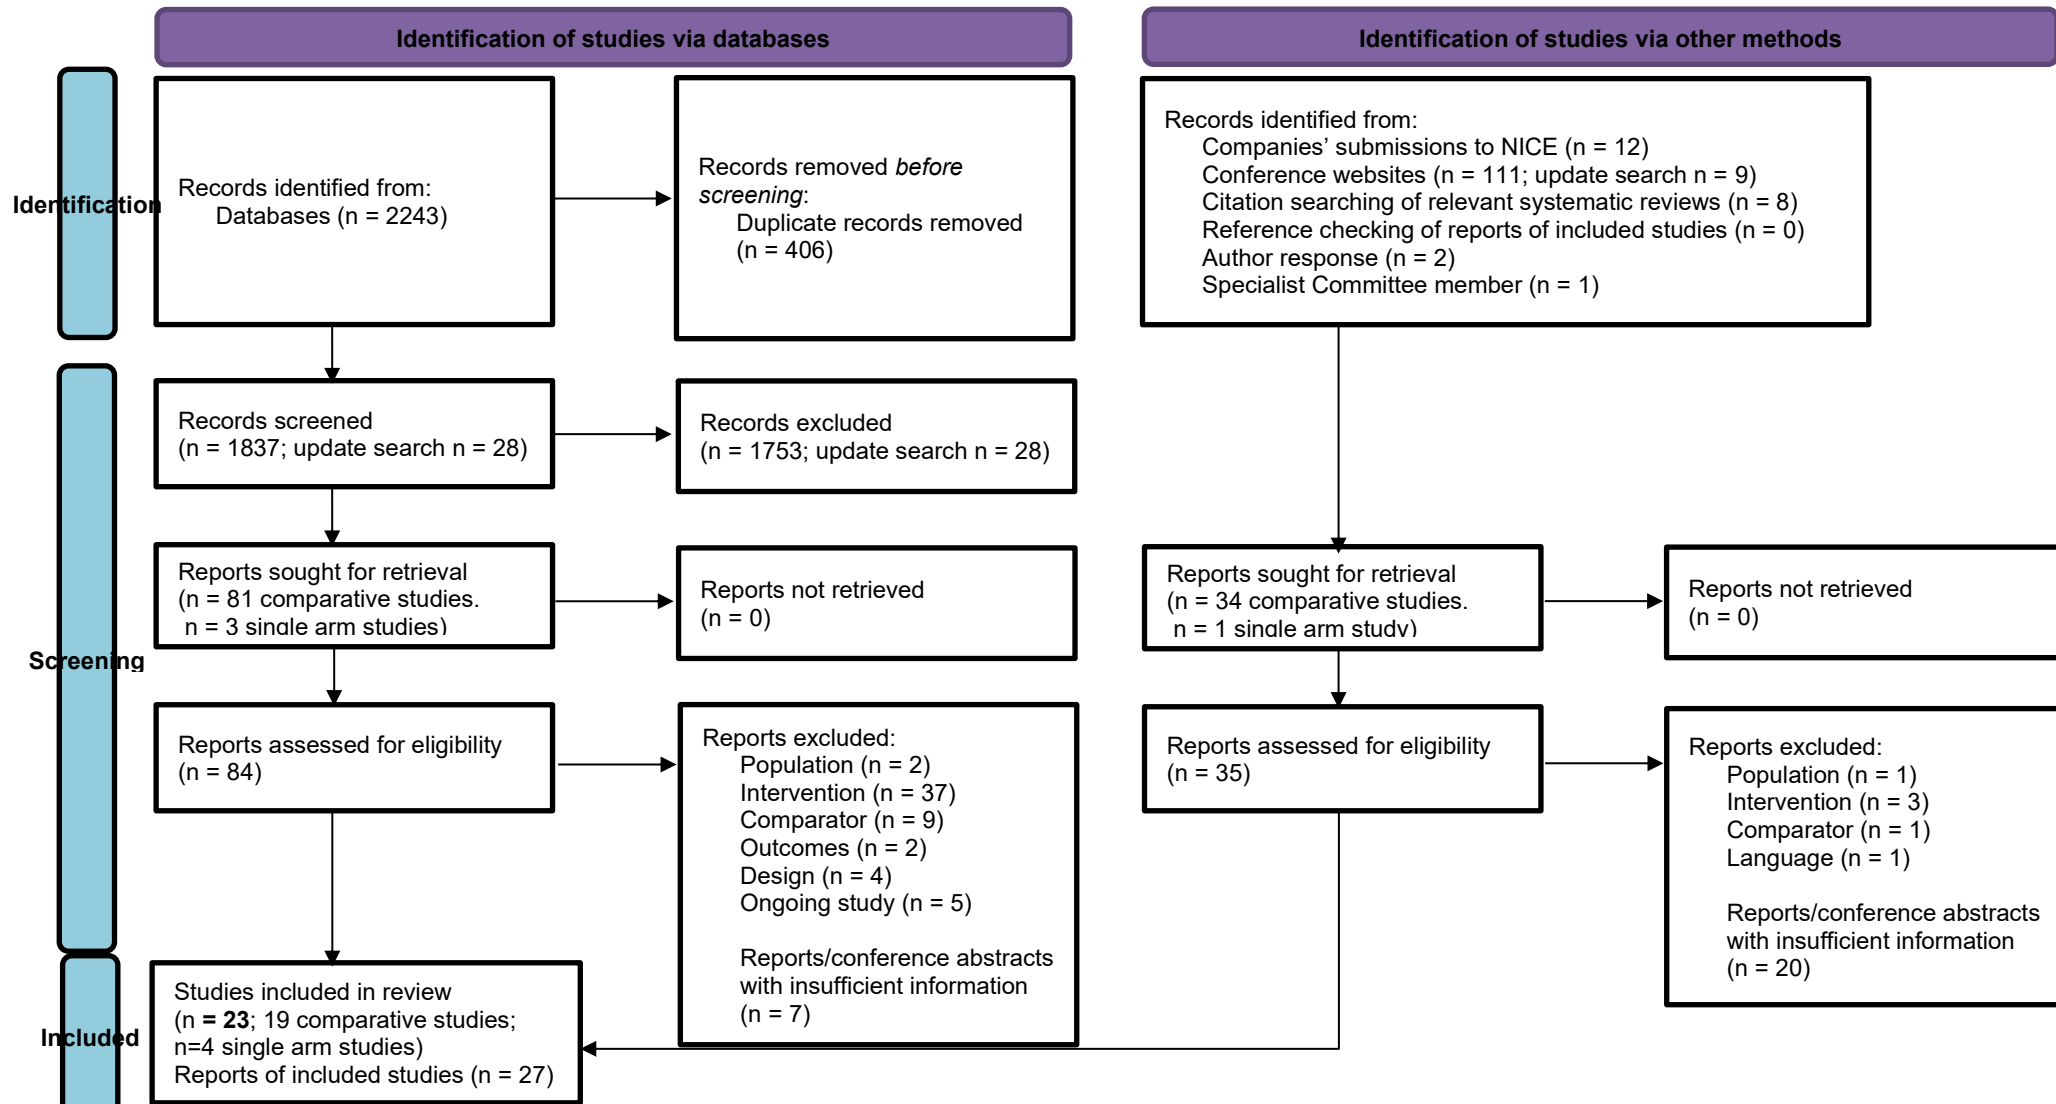 Identification of studies via databases
Identification of studies via other methods
Identification
Records identified from:
Databases (n = 2243)
Records removed before
screening:
Duplicate records removed
(n = 406)
Records identified from:
Companies’ submissions to NICE (n = 12)
Conference websites (n = 111; update search n = 9)
Citation searching of relevant systematic reviews (n = 8)
Reference checking of reports of included studies (n = 0)
Author response (n = 2)
Specialist Committee member (n = 1)
Screening
Records screened
(n = 1837; update search n = 28)
Records excluded
(n = 1753; update search n = 28)
Reports sought for retrieval
(n = 81 comparative studies.
n = 3 single arm studies)
Reports not retrieved
(n = 0)
Reports sought for retrieval
(n = 34 comparative studies.
n = 1 single arm study)
Reports not retrieved
(n = 0)
Reports assessed for eligibility
(n = 84)
Reports excluded:
Population (n = 2)
Intervention (n = 37)
Comparator (n = 9)
Outcomes (n = 2)
Design (n = 4)
Ongoing study (n = 5)
Reports/conference abstracts
with insufficient information
(n = 7)
Reports assessed for eligibility
(n = 35)
Reports excluded:
Population (n = 1)
Intervention (n = 3)
Comparator (n = 1)
Language (n = 1)
Reports/conference abstracts
with insufficient information
(n = 20)
Included
Studies included in review
(n = 23; 19 comparative studies;
n=4 single arm studies)
Reports of included studies (n = 27)